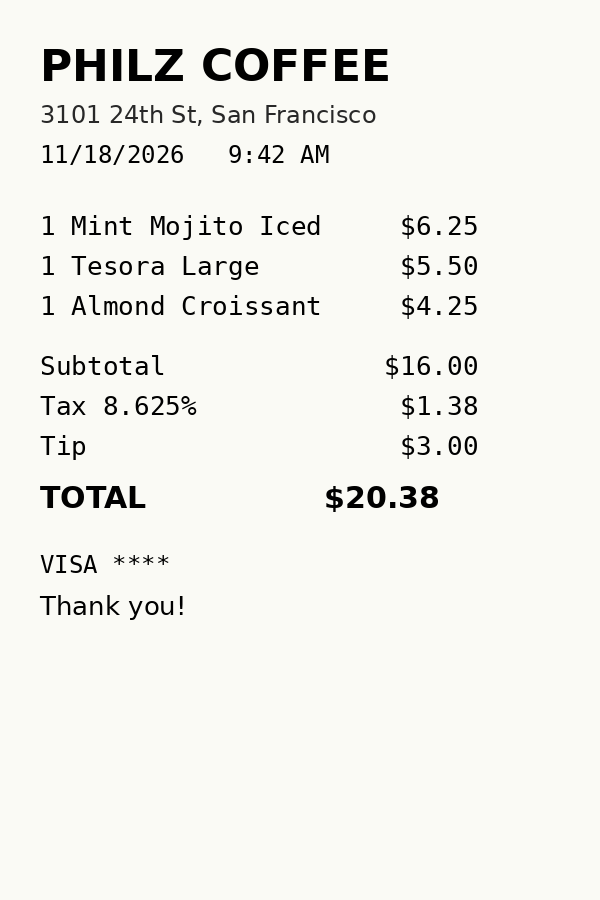 PHILZ COFFEE
3101 24th St, San Francisco
11/18/2026 9:42 AM
1 Mint Mojito Iced $6.25
1 Tesora Large $5.50
1 Almond Croissant $4.25
Subtotal $16.00
Tax 8.625% $1.38
Tip $3.00
TOTAL $20.38
VISA ****
Thank you!